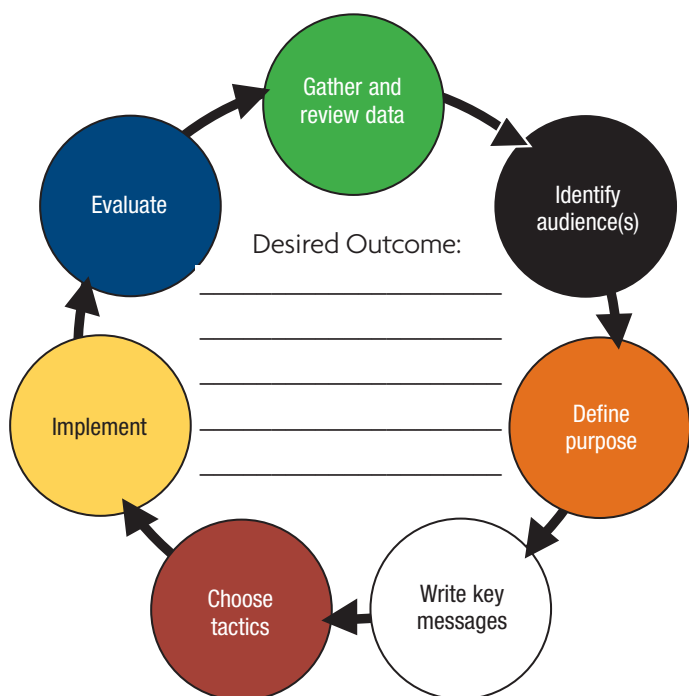 Gather and
review data
Identify
audience(s)
Define
purpose
Write key
messages
Choose
tactics
Implement
Evaluate
Desired Outcome: